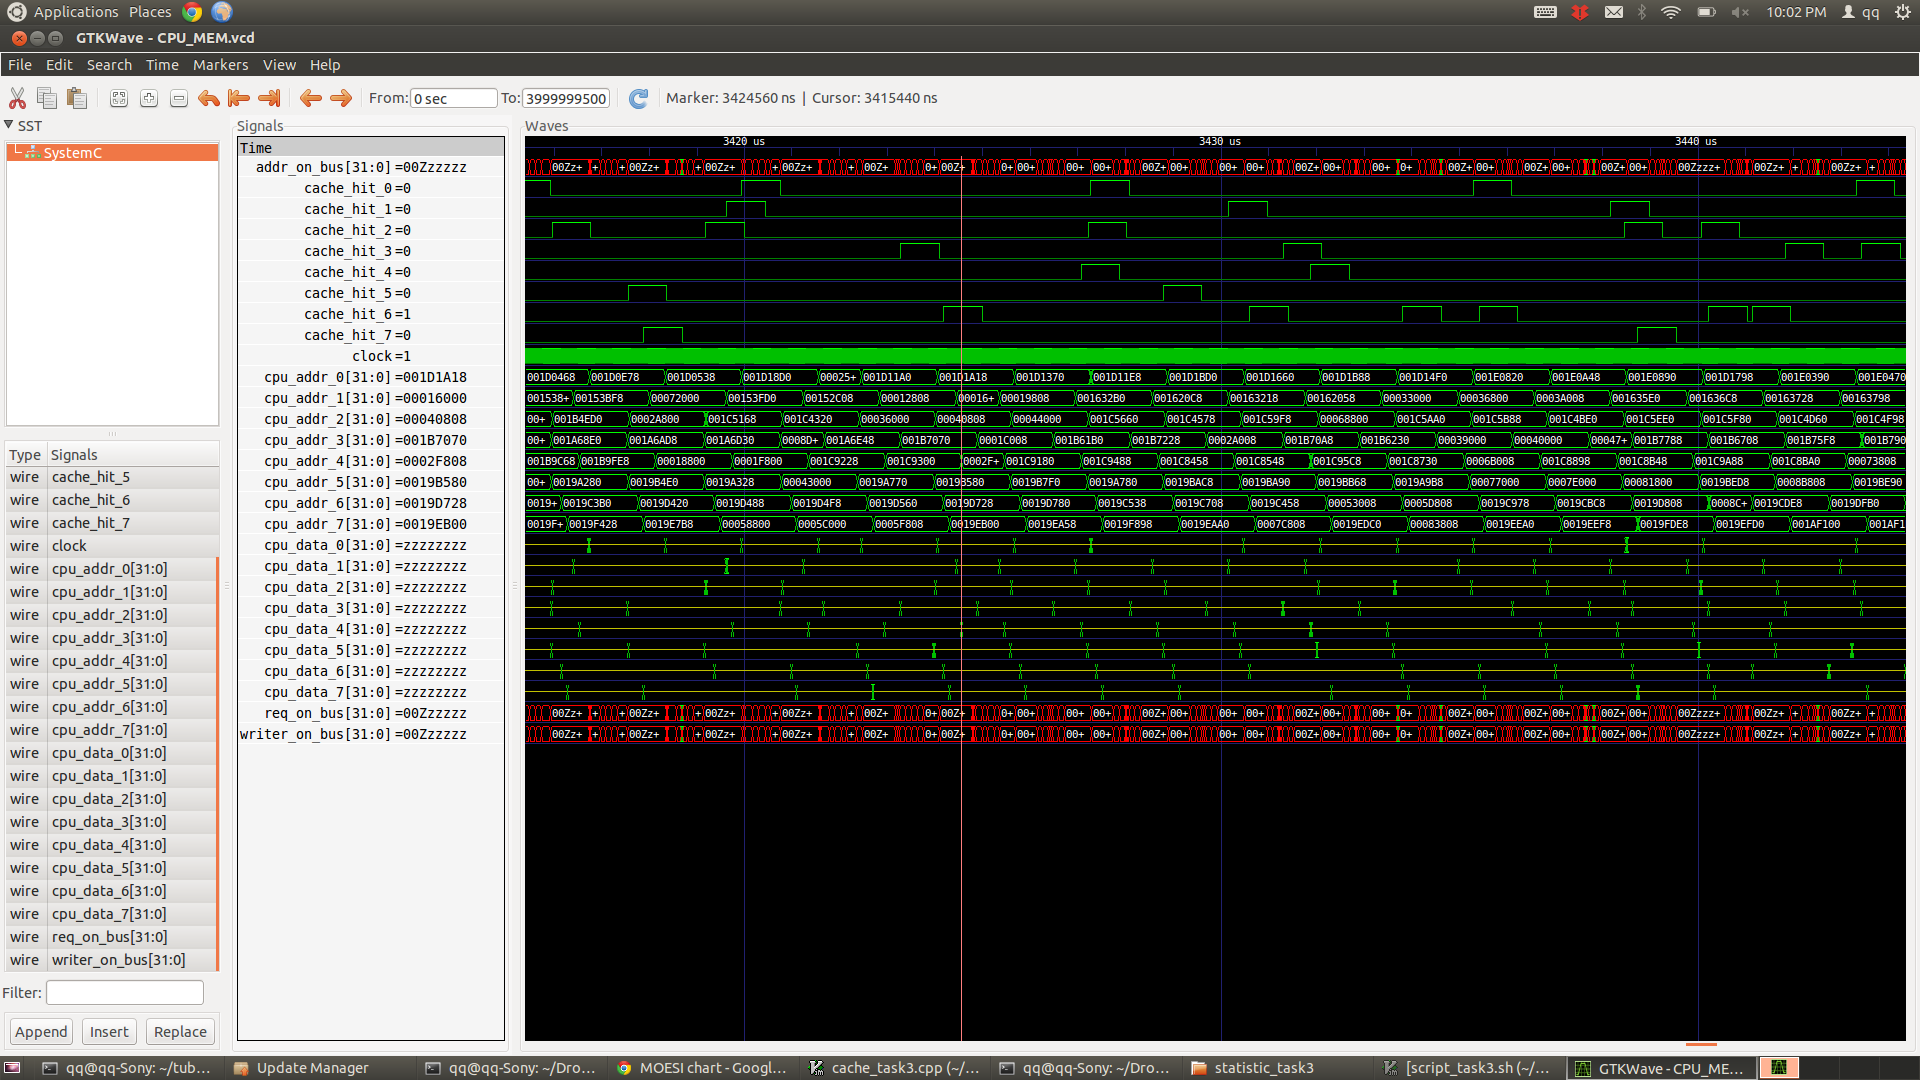 Applications Places 10:02 PM qq
GTKWave - CPU_MEM.vcd
File Edit Search Time Markers View Help
From: 0 sec To: 3999999500 Marker: 3424560 ns | Cursor: 3415440 ns
SST
SystemC
Type Signals
wire cache_hit_5
wire cache_hit_6
wire cache_hit_7
wire clock
wire cpu_addr_0[31:0]
wire cpu_addr_1[31:0]
wire cpu_addr_2[31:0]
wire cpu_addr_3[31:0]
wire cpu_addr_4[31:0]
wire cpu_addr_5[31:0]
wire cpu_addr_6[31:0]
wire cpu_addr_7[31:0]
wire cpu_data_0[31:0]
wire cpu_data_1[31:0]
wire cpu_data_2[31:0]
wire cpu_data_3[31:0]
wire cpu_data_4[31:0]
wire cpu_data_5[31:0]
wire cpu_data_6[31:0]
wire cpu_data_7[31:0]
wire req_on_bus[31:0]
wire writer_on_bus[31:0]
Filter:
Append Insert Replace
Signals
Time
addr_on_bus[31:0]=00Zzzzzz
cache_hit_0=0
cache_hit_1=0
cache_hit_2=0
cache_hit_3=0
cache_hit_4=0
cache_hit_5=0
cache_hit_6=1
cache_hit_7=0
clock=1
cpu_addr_0[31:0]=001D1A18
cpu_addr_1[31:0]=00016000
cpu_addr_2[31:0]=00040808
cpu_addr_3[31:0]=001B7070
cpu_addr_4[31:0]=0002F808
cpu_addr_5[31:0]=0019B580
cpu_addr_6[31:0]=0019D728
cpu_addr_7[31:0]=0019EB00
cpu_data_0[31:0]=zzzzzzzz
cpu_data_1[31:0]=zzzzzzzz
cpu_data_2[31:0]=zzzzzzzz
cpu_data_3[31:0]=zzzzzzzz
cpu_data_4[31:0]=zzzzzzzz
cpu_data_5[31:0]=zzzzzzzz
cpu_data_6[31:0]=zzzzzzzz
cpu_data_7[31:0]=zzzzzzzz
req_on_bus[31:0]=00Zzzzzz
writer_on_bus[31:0]=00Zzzzzz
Waves
3420 us 3430 us 3440 us
001D0468 001D0E78 001D0538 001D18D0 00025+ 001D11A0 001D1A18 001D1370 001D11E8 001D1BD0 001D1660 001D1B88 001D14F0 001E0820 001E0A48 001E0890 001D1798 001E0390 001E0470
001538+ 00153BF8 00072000 00153FD0 00152C08 00012808 00016+ 00019808 001632B0 001620C8 00163218 00162058 00033000 00036800 0003A008 001635E0 001636C8 00163728 00163798
00+ 001B4ED0 0002A800 001C5168 001C4320 00036000 00040808 00044000 001C5660 001C4578 001C59F8 00068800 001C5AA0 001C5B88 001C4BE0 001C5EE0 001C5F80 001C4D60 001C4F98
00+ 001A68E0 001A6AD8 001A6D30 0008D+ 001A6E48 001B7070 0001C008 001B61B0 001B7228 0002A008 001B70A8 001B6230 00039000 00040000 00047+ 001B7788 001B6708 001B75F8 001B790
001B9C68 001B9FE8 00018800 0001F800 001C9228 001C9300 0002F+ 001C9180 001C9488 001C8458 001C8548 001C95C8 001C8730 0006B008 001C8898 001C8B48 001C9A88 001C8BA0 00073808
00+ 0019A280 0019B4E0 0019A328 00043000 0019A770 0019B580 0019B7F0 0019A780 0019BAC8 0019BA90 0019BB68 0019A9B8 00077000 0007E000 00081800 0019BED8 0008B808 0019BE90
0019+ 0019C3B0 0019D420 0019D488 0019D4F8 0019D560 0019D728 0019D780 0019C538 0019C708 0019C458 00053008 0005D808 0019C978 0019CBC8 0019D808 0008C+ 0019CDE8 0019DFB0
0019F+ 0019F428 0019E7B8 00058800 0005C000 0005F808 0019EB00 0019EA58 0019F898 0019EAA0 0007C808 0019EDC0 00083808 0019EEA0 0019EEF8 0019FDE8 0019EFD0 001AF100 001AF1
qq@qq-Sony: ~/tub... Update Manager qq@qq-Sony: ~/Dro... MOESI chart - Googl... cache_task3.cpp (~/... qq@qq-Sony: ~/Dro... statistic_task3 [script_task3.sh (~/... GTKWave - CPU_ME...